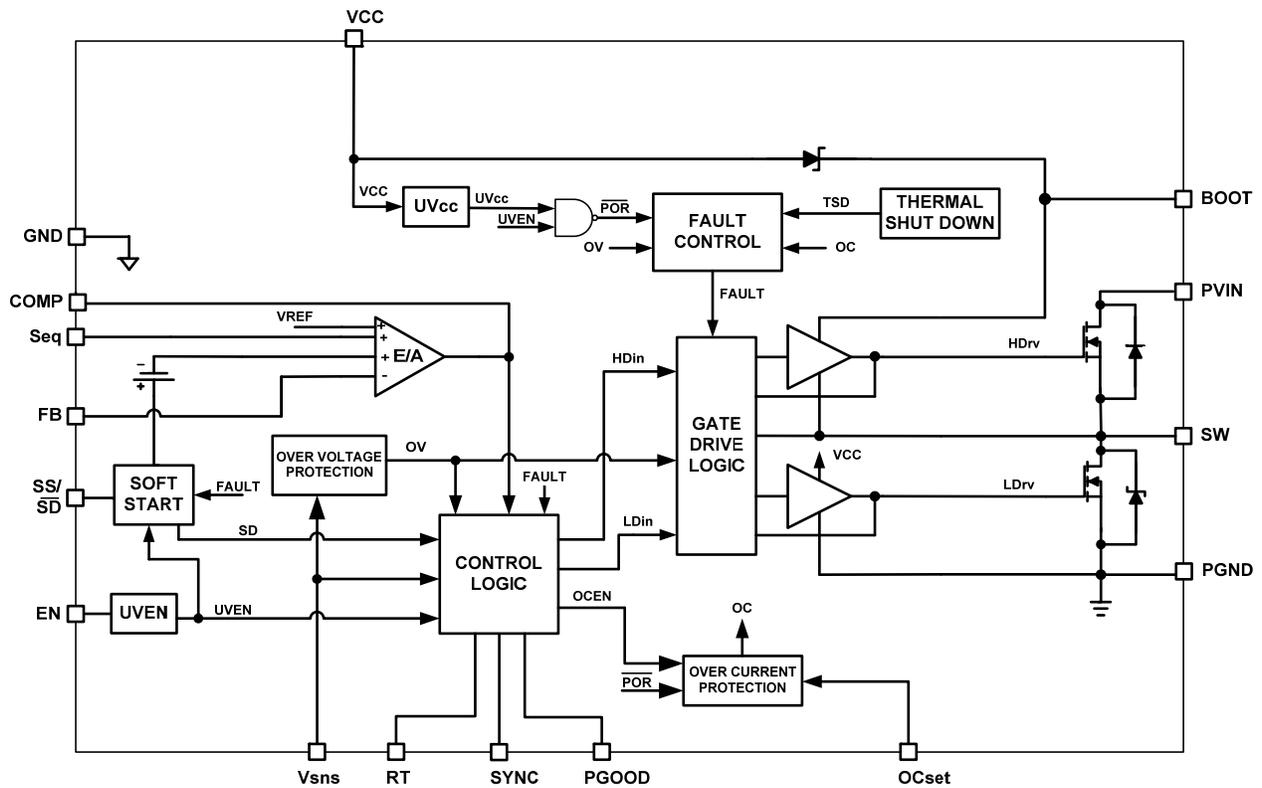 VCC
VCC
UVcc
UVcc
UVEN
POR
OV
FAULT
CONTROL
TSD
THERMAL
SHUT DOWN
OC
BOOT
GND
FAULT
COMP
PVIN
Seq
VREF
+
+
+
-
E/A
HDin
HDrv
-
+
FB
GATE
DRIVE
LOGIC
SW
OVER VOLTAGE
PROTECTION
OV
VCC
SS/
SD
SOFT
START
FAULT
FAULT
LDrv
SD
LDin
CONTROL
LOGIC
PGND
EN
UVEN
UVEN
OCEN
OC
POR
OVER CURRENT
PROTECTION
Vsns
RT
SYNC
PGOOD
OCset